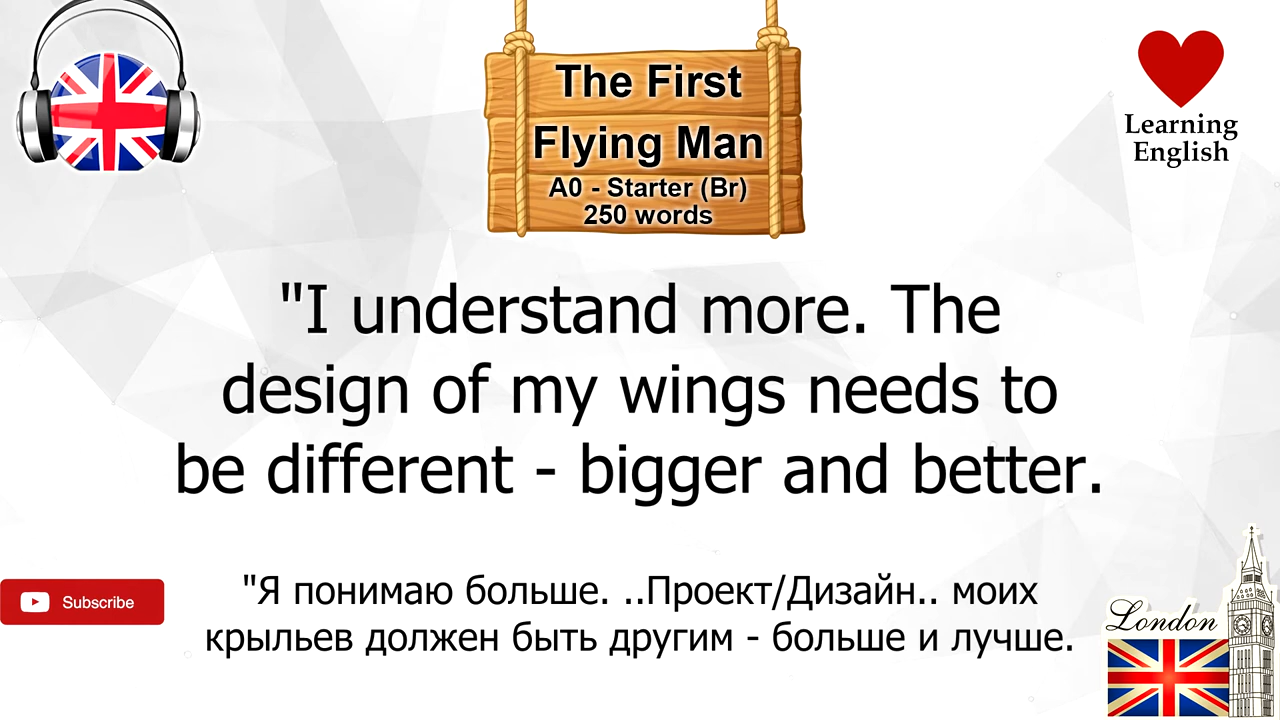 The First
Flying Man
A0 - Starter (Br)
250 words
Learning
English
"I understand more. The
design of my wings needs to
be different - bigger and better.
"Я понимаю больше. ..Проект/Дизайн.. моих
крыльев должен быть другим - больше и лучше.
Subscribe
London